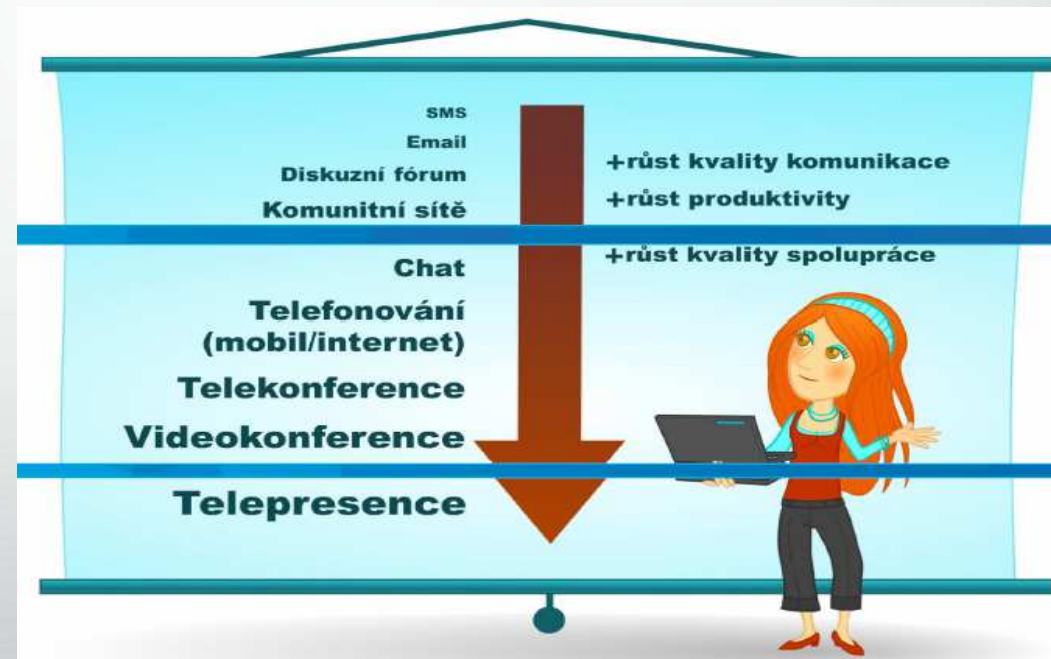 SMS
Email
Diskuzní fórum
Komunitní sítě
Chat
Telefonování
(mobil/internet)
Telekonference
Videokonference
Telepresence
+růst kvality komunikace
+růst produktivity
+růst kvality spolupráce